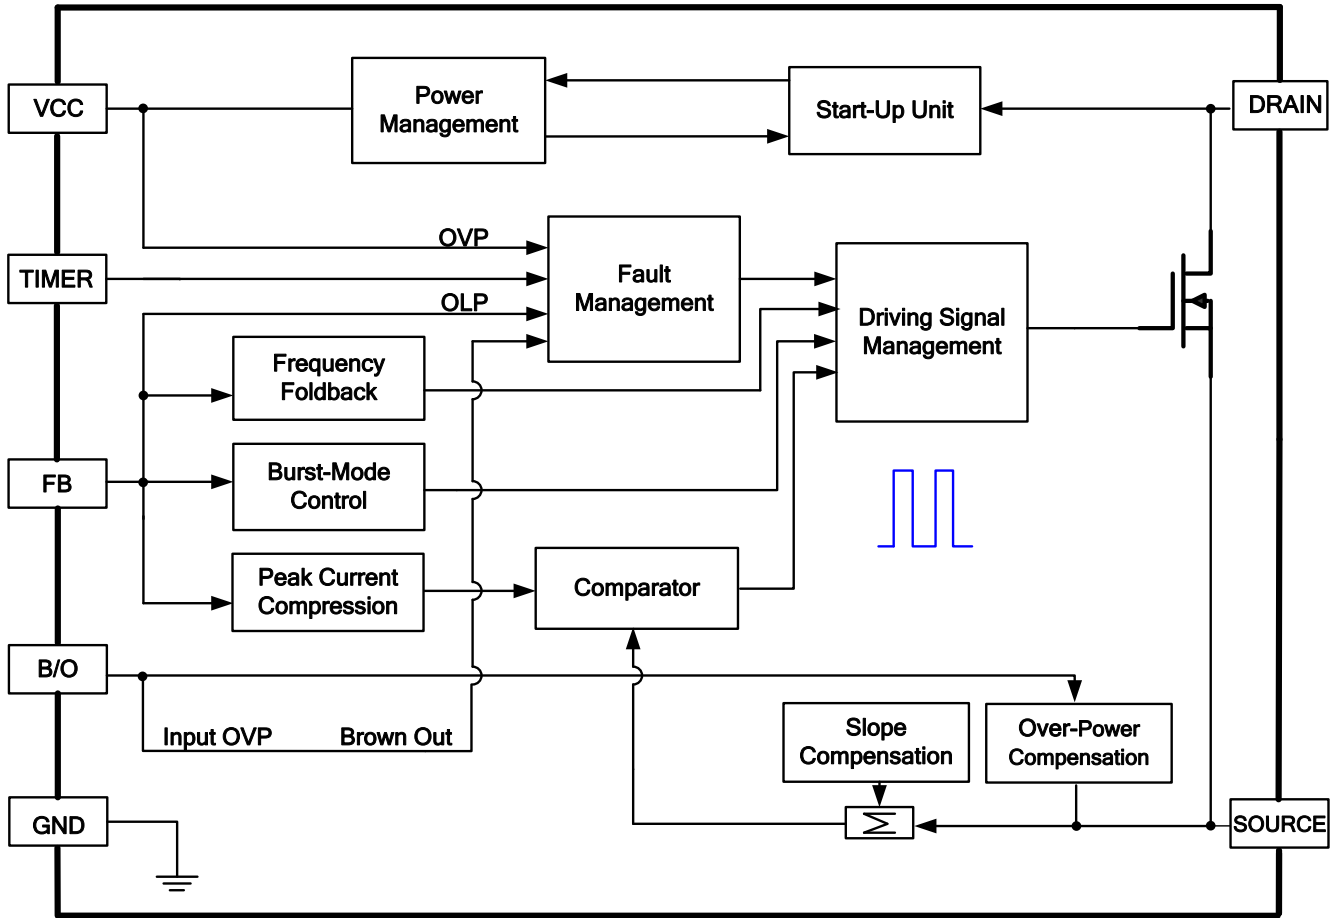 VCC
Power
Management
Start-Up Unit
DRAIN
OVP
TIMER
OLP
Fault
Management
Driving Signal
Management
Frequency
Foldback
FB
Burst-Mode
Control
Peak Current
Compression
Comparator
B/O
Input OVP
Brown Out
Slope
Compensation
Over-Power
Compensation
GND
Σ
SOURCE